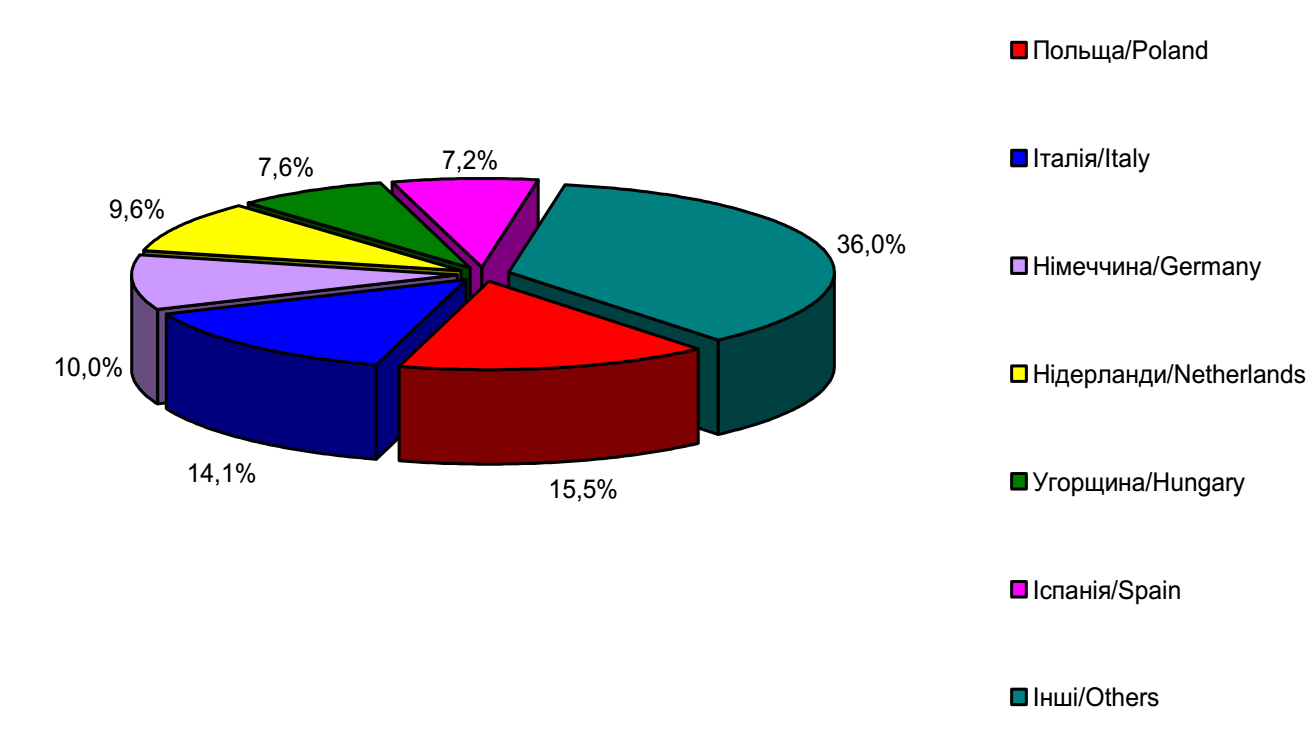 7,2%
7,6%
9,6%
36,0%
10,0%
14,1%
15,5%
Польща/Poland
Італія/Italy
Німеччина/Germany
Нідерланди/Netherlands
Угорщина/Hungary
Іспанія/Spain
Інші/Others